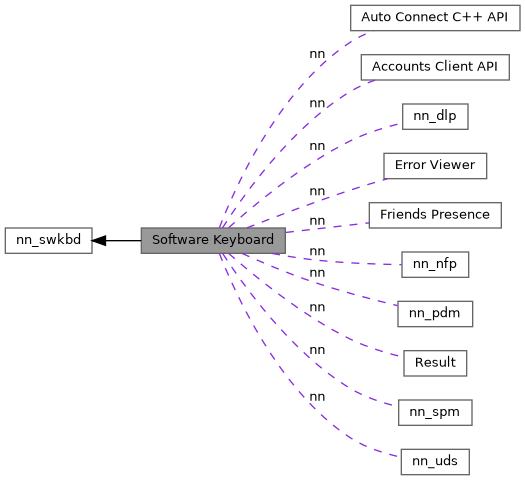 Auto Connect C++ API
nn
Accounts Client API
nn
nn_dlp
nn
Error Viewer
nn
Friends Presence
nn
nn_swkbd
Software Keyboard
nn
nn_nfp
nn
nn_pdm
nn
Result
nn
nn_spm
nn
nn_uds